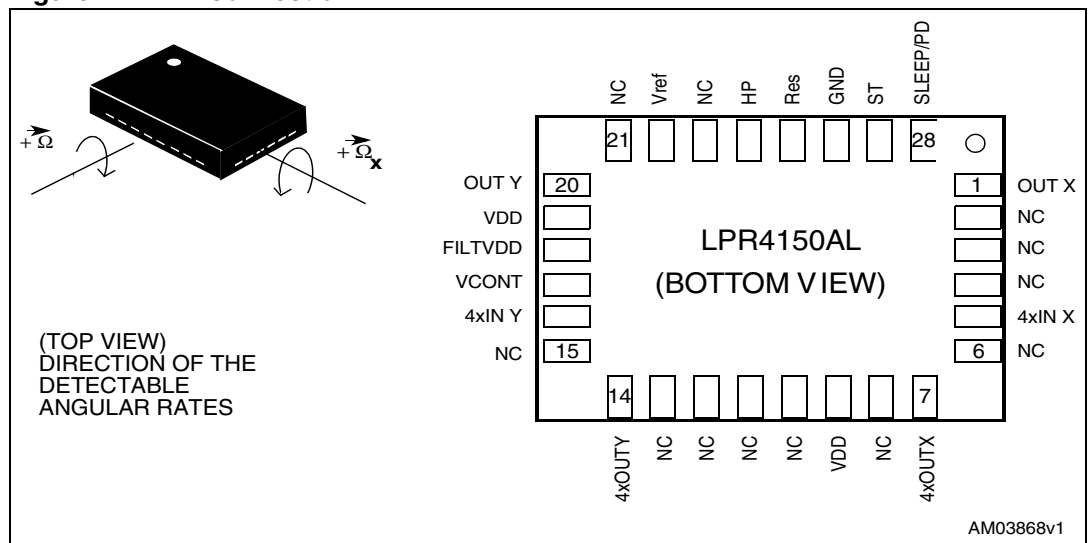 + Ω
+ Ω x
(TOP VIEW)
DIRECTION OF THE
DETECTABLE
ANGULAR RATES
NC
Vref
NC
HP
Res
GND
ST
SLEEP/PD
21
28
OUT Y 20
1 OUT X
VDD
NC
FILTVDD
NC
VCONT
NC
4xIN Y
4xIN X
NC 15
6 NC
LPR4150AL
(BOTTOM VIEW)
14
7
4xOUTY
NC
NC
NC
NC
VDD
NC
4xOUTX
AM03868v1